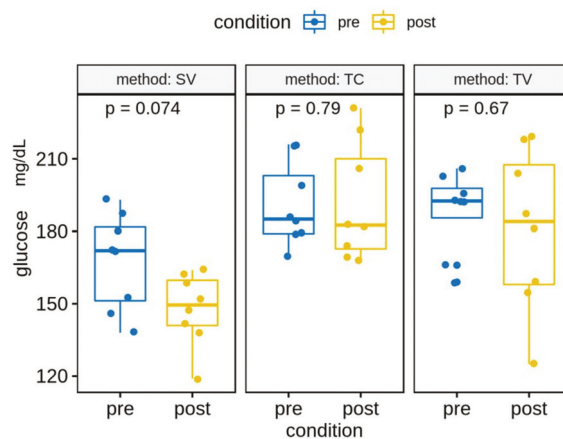 condition pre post
method: SV method: TC method: TV
p = 0.074 p = 0.79 p = 0.67
glucose mg/dL
210
180
150
120
pre post pre post pre post
condition